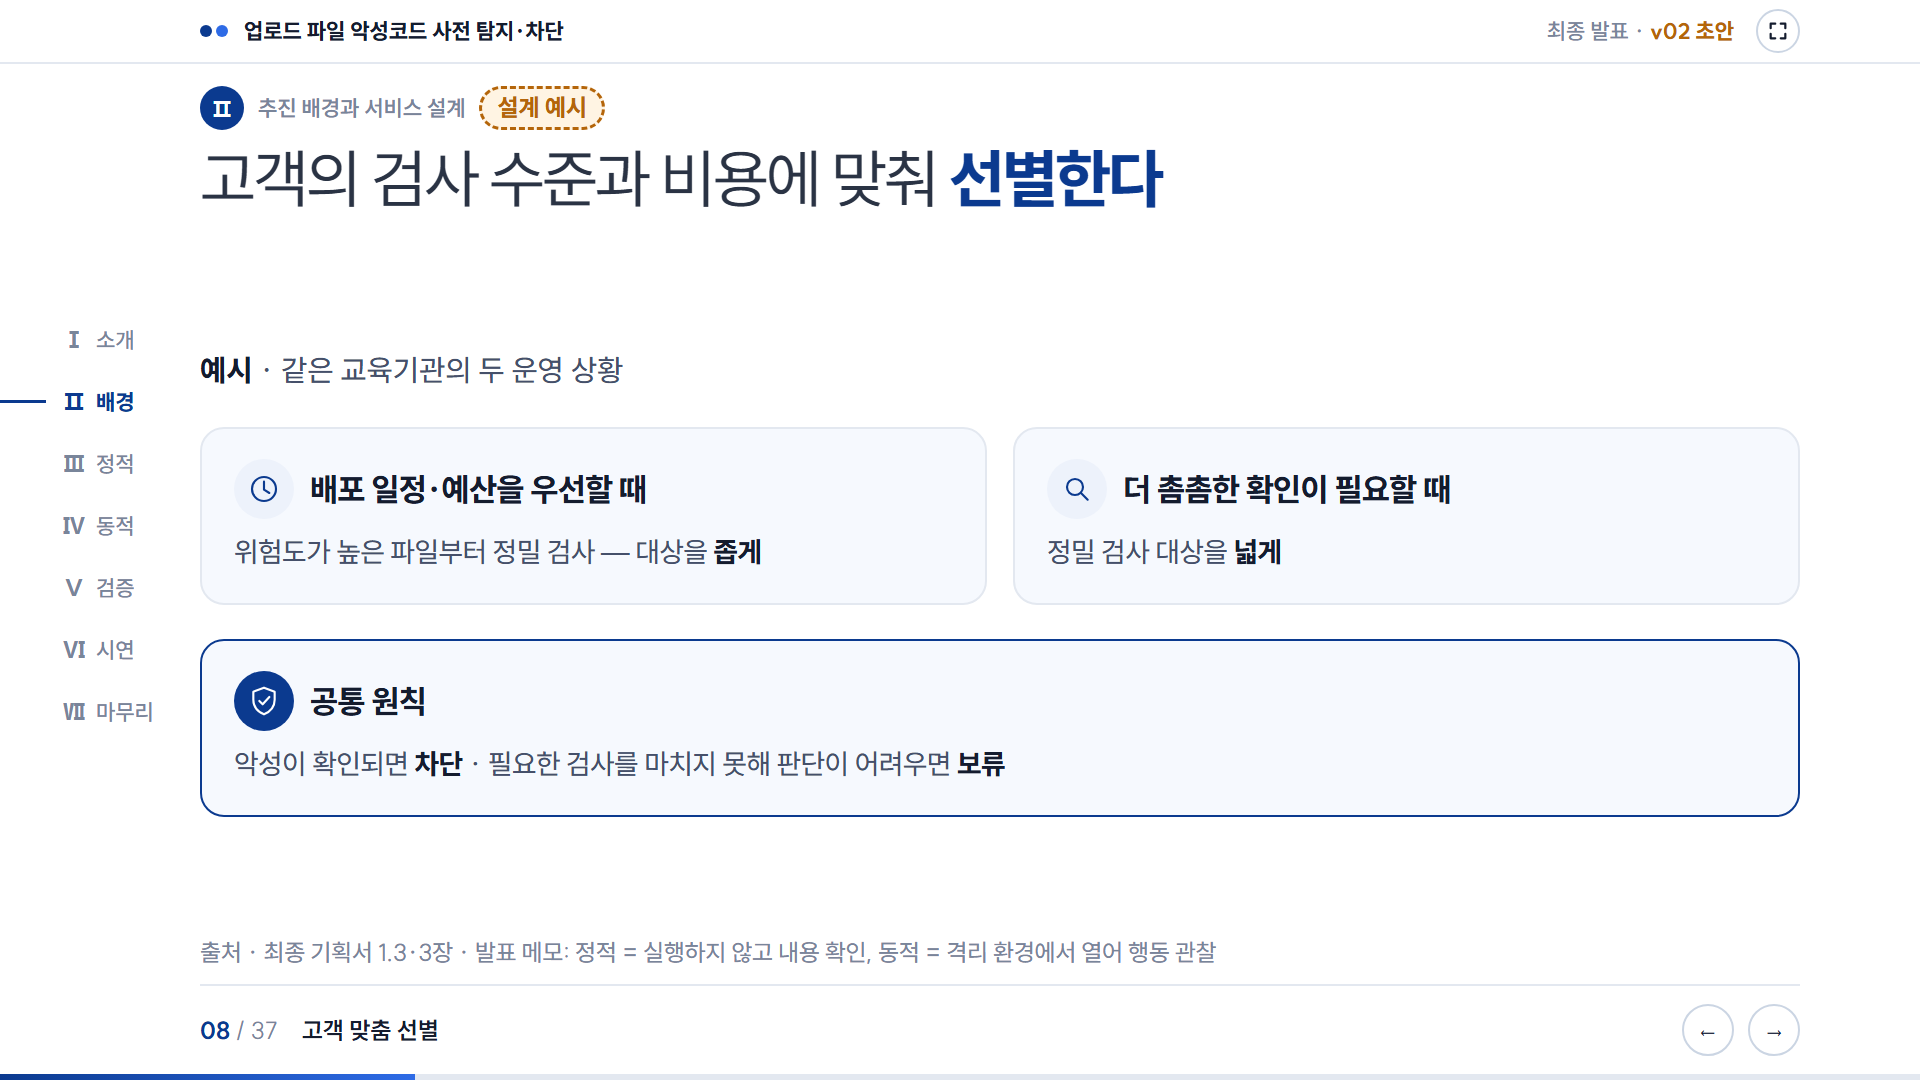 업로드 파일 악성코드 사전 탐지·차단
최종 발표 · v02 초안
Ⅱ 추진 배경과 서비스 설계 설계 예시
고객의 검사 수준과 비용에 맞춰 선별한다
Ⅰ 소개
Ⅱ 배경
Ⅲ 정적
Ⅳ 동적
Ⅴ 검증
Ⅵ 시연
Ⅶ 마무리
예시 · 같은 교육기관의 두 운영 상황
배포 일정·예산을 우선할 때
위험도가 높은 파일부터 정밀 검사 — 대상을 좁게
더 촘촘한 확인이 필요할 때
정밀 검사 대상을 넓게
공통 원칙
악성이 확인되면 차단 · 필요한 검사를 마치지 못해 판단이 어려우면 보류
출처 · 최종 기획서 1.3·3장 · 발표 메모: 정적 = 실행하지 않고 내용 확인, 동적 = 격리 환경에서 열어 행동 관찰
08 / 37 고객 맞춤 선별
← →